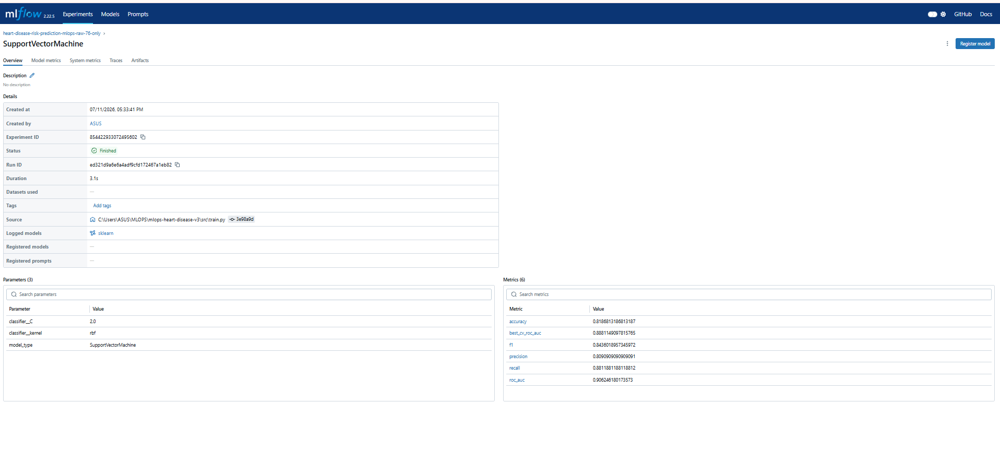 mlflow 2.22.5 Experiments Models Prompts GitHub Docs
heart-disease-risk-prediction-mlops-raw-76-only
SupportVectorMachine Register model
Overview Model metrics System metrics Traces Artifacts
Description
No description
Details
Created at 07/11/2026, 05:33:41 PM
Created by ASUS
Experiment ID 854422933072495602
Status Finished
Run ID ed321d9a6e6a4adf9cfd172467a1eb82
Duration 3.1s
Datasets used —
Tags Add tags
Source C:\Users\ASUS\MLOPS\mlops-heart-disease-v3\src\train.py 3e98a9d
Logged models sklearn
Registered models —
Registered prompts —
Parameters (3)
Search parameters
Parameter Value
classifier__C 2.0
classifier__kernel rbf
model_type SupportVectorMachine
Metrics (6)
Search metrics
Metric Value
accuracy 0.8186813186813187
best_cv_roc_auc 0.8881149097815765
f1 0.8436018957345972
precision 0.8090909090909091
recall 0.8811881188118812
roc_auc 0.906246180173573